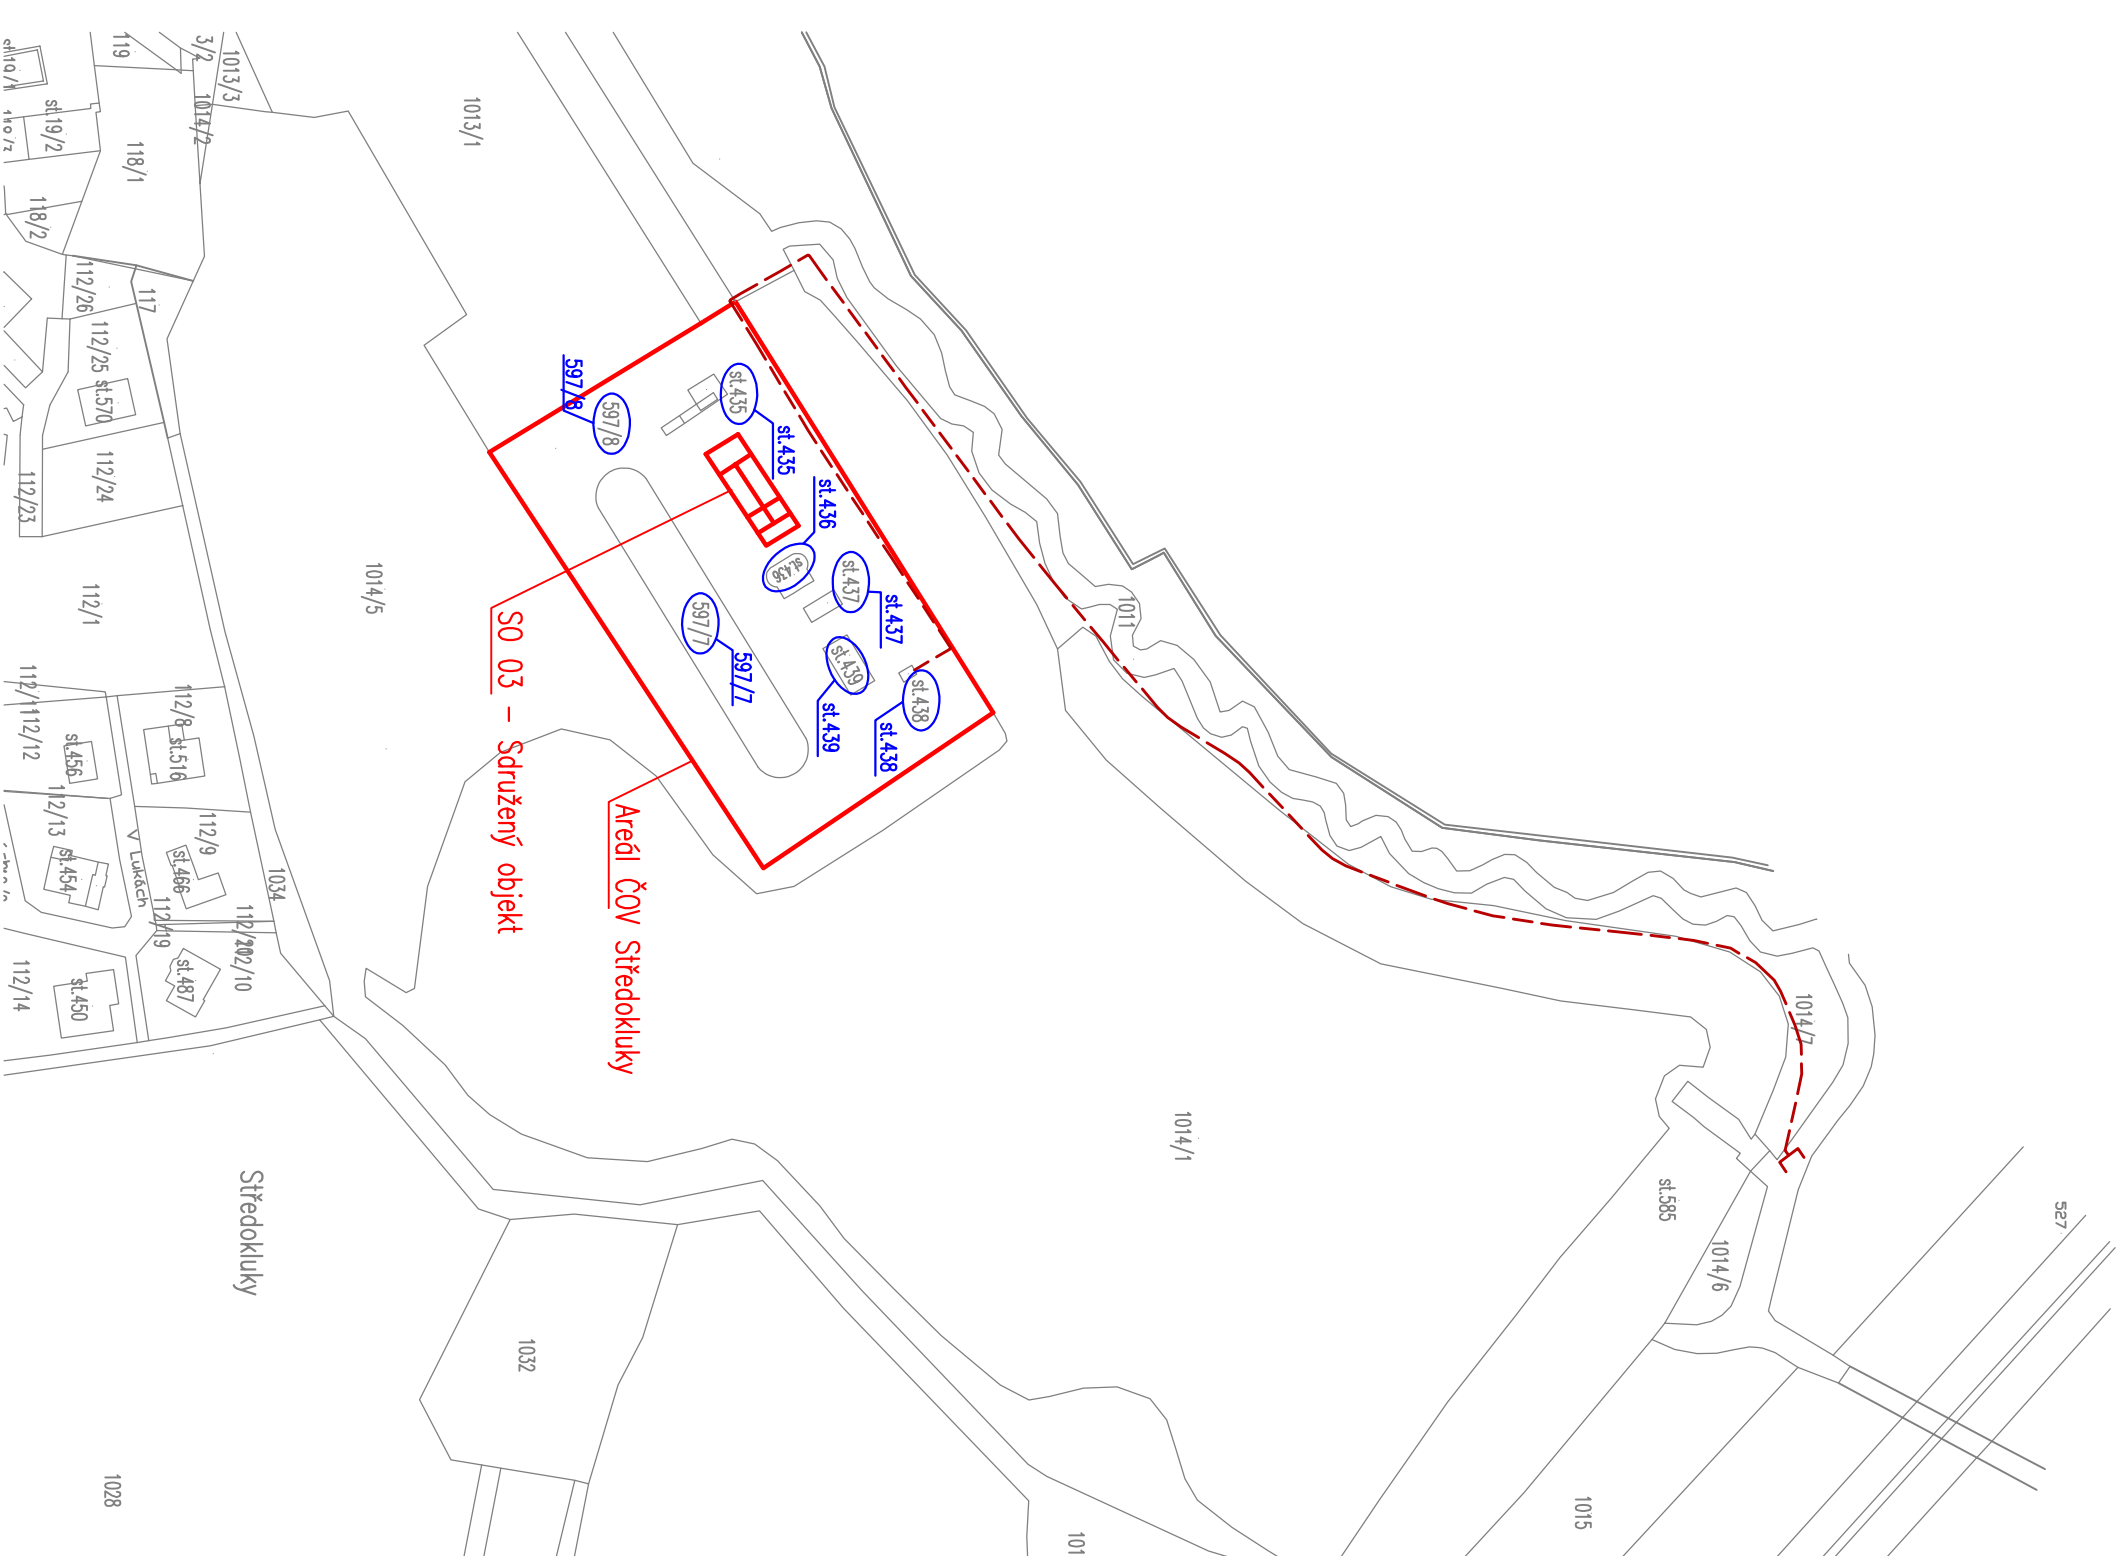 1013/1
119
3/2
1013/3
1014/2
st.19/2
118/1
118/2
112/26
117
112/25
st.570
112/24
112/23
1014/5
112/1
112/11
112/12
112/8
st.516
st.456
112/13
st.454
V Lukách
112/9
st.466
112/19
1034
112/20
112/10
st.487
st.450
112/14
597/8
597/8
st.435
st.435
st.436
st.436
st.437
st.437
597/7
597/7
st.439
st.439
st.438
st.438
SO 03 – Sdružený objekt
Areál ČOV Středokluky
1011
1014/7
1014/1
st.585
1014/6
527
Středokluky
1032
1028
1015
101